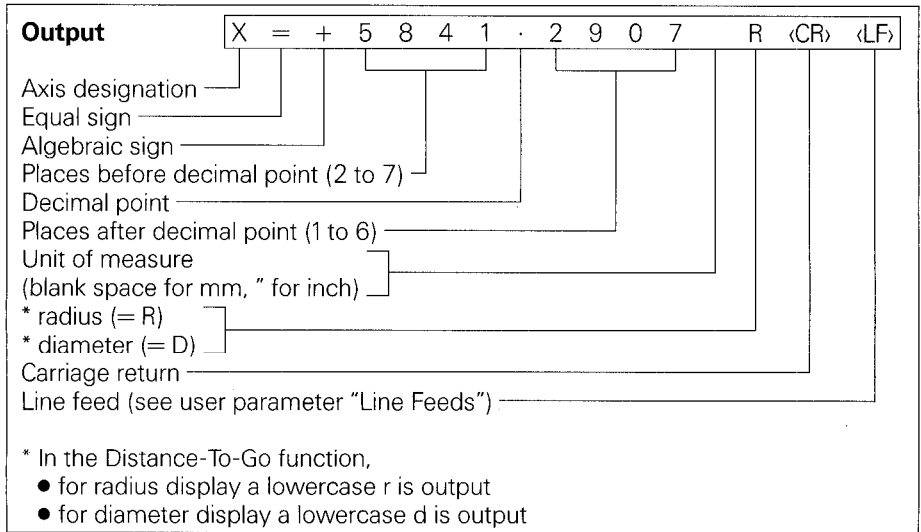 Output X = + 5 8 4 1 . 2 9 0 7 R <CR> <LF>
Axis designation
Equal sign
Algebraic sign
Places before decimal point (2 to 7)
Decimal point
Places after decimal point (1 to 6)
Unit of measure
(blank space for mm, " for inch)
* radius (= R)
* diameter (= D)
Carriage return
Line feed (see user parameter "Line Feeds")
* In the Distance-To-Go function,
● for radius display a lowercase r is output
● for diameter display a lowercase d is output